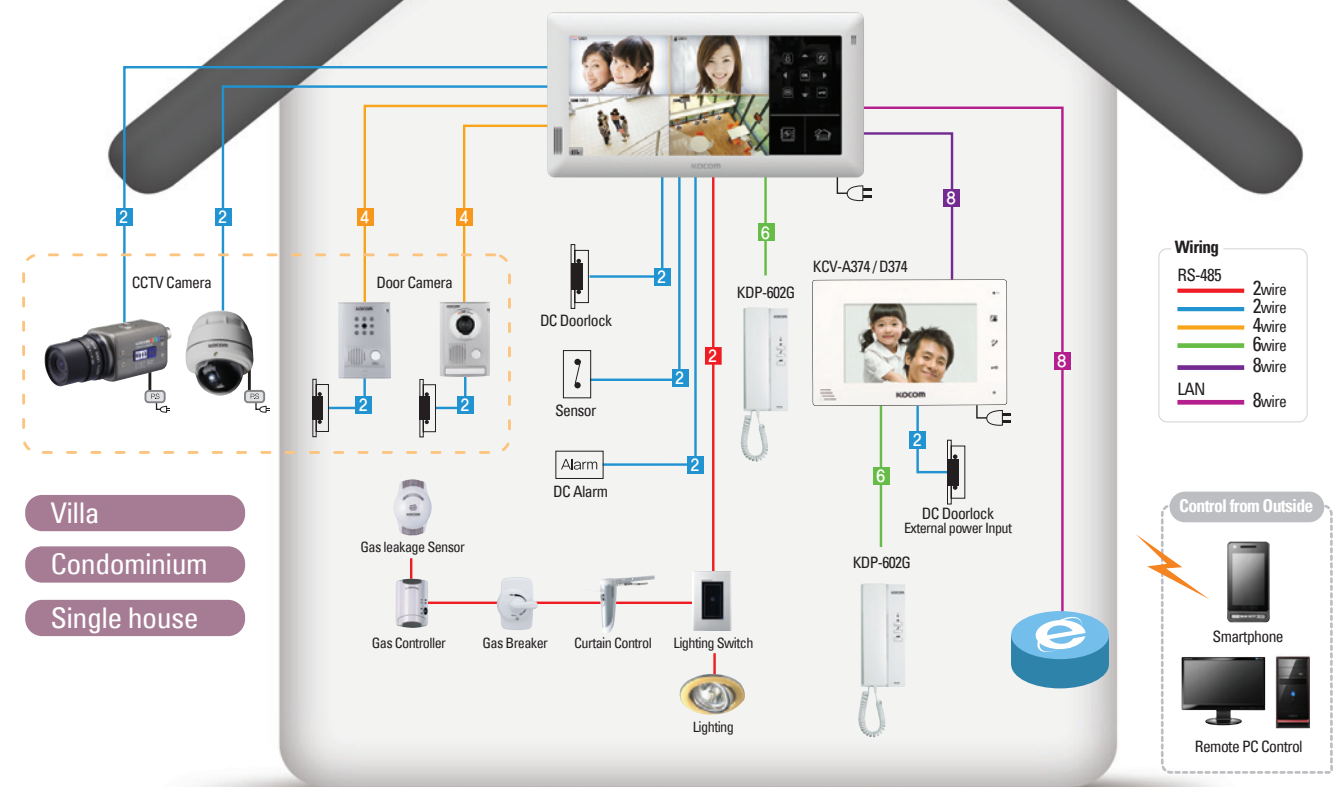 KOCOM
2
2
4
4
8
6
2
CCTV Camera
Door Camera
DC Doorlock
KDP-602G
KCV-A374 / D374
Wiring
RS-485
2wire
2wire
4wire
6wire
8wire
LAN
8wire
KOCOM
KOCOM
KOCOM
P.S
P.S
2
2
2
2
8
Sensor
KOCOM
Alarm
DC Alarm
2
2
6
DC Doorlock
External power Input
Villa
Condominium
Single house
Gas leakage Sensor
Gas Controller
Gas Breaker
Curtain Control
Lighting Switch
Lighting
KDP-602G
Control from Outside
Smartphone
Remote PC Control